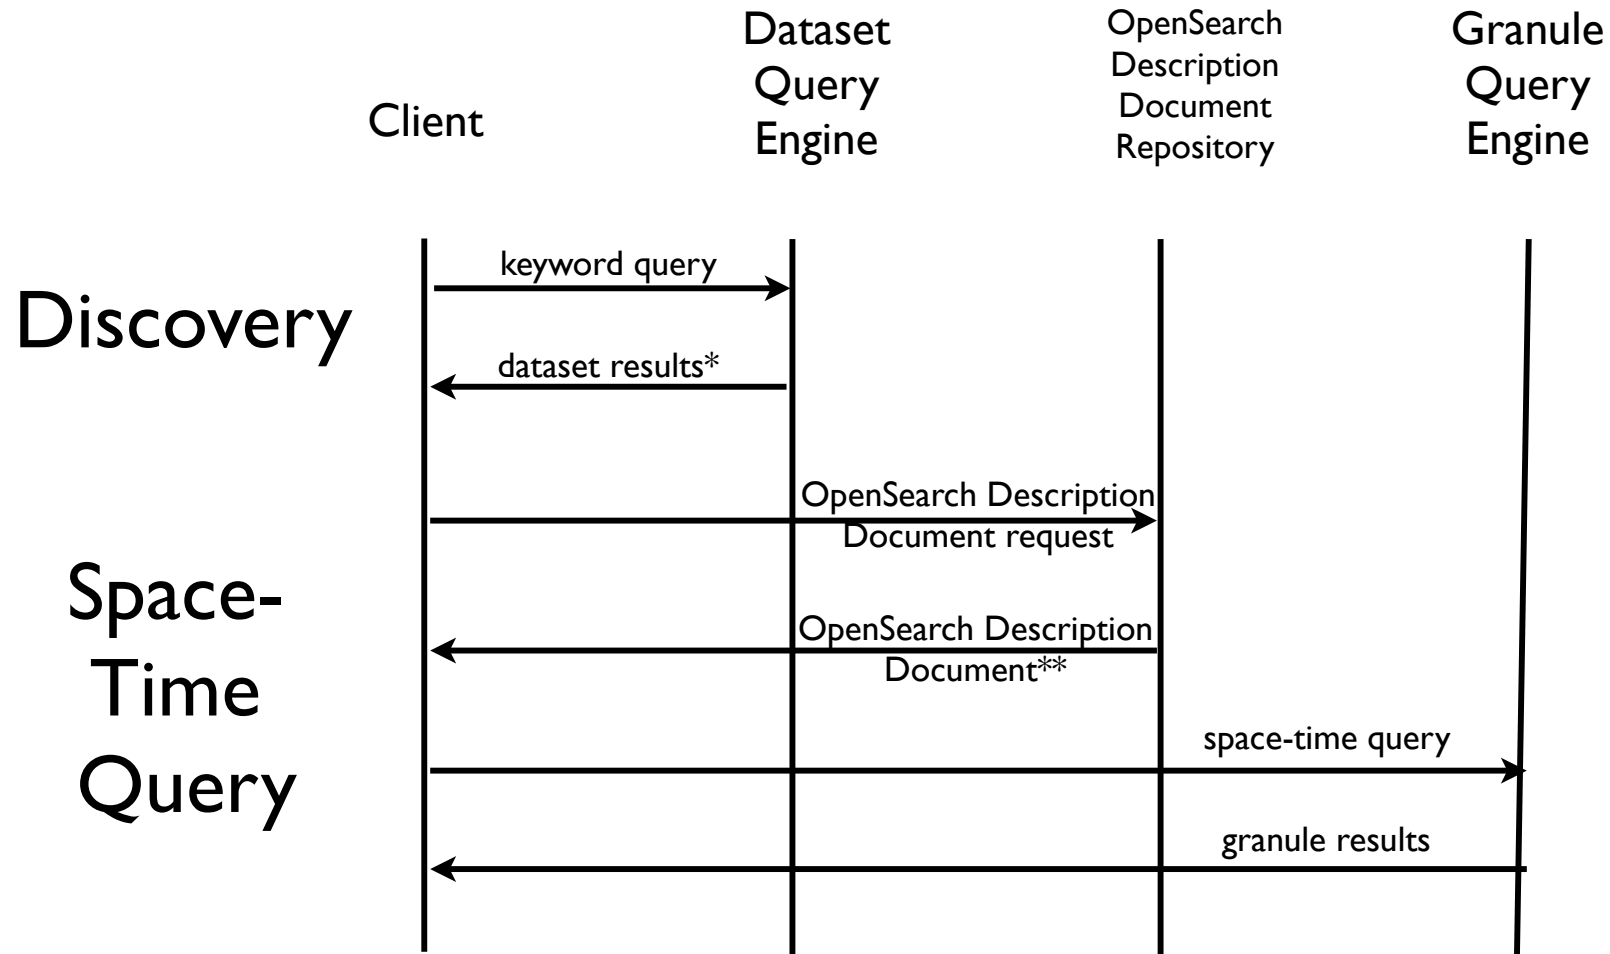 Client
Dataset
Query
Engine
OpenSearch
Description
Document
Repository
Granule
Query
Engine
Discovery
keyword query
dataset results*
Space-
Time
Query
OpenSearch Description
Document request
OpenSearch Description
Document**
space-time query
granule results